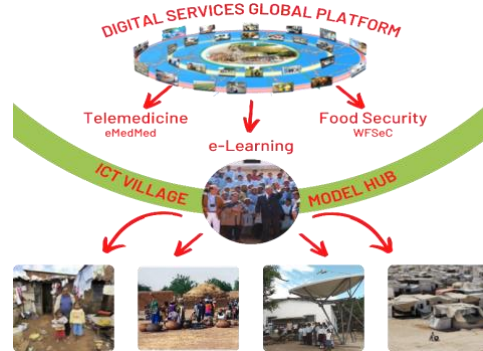 DIGITAL SERVICES GLOBAL PLATFORM
Telemedicine
eMedMed
Food Security
WFSeC
e-Learning
ICT VILLAGE
MODEL HUB